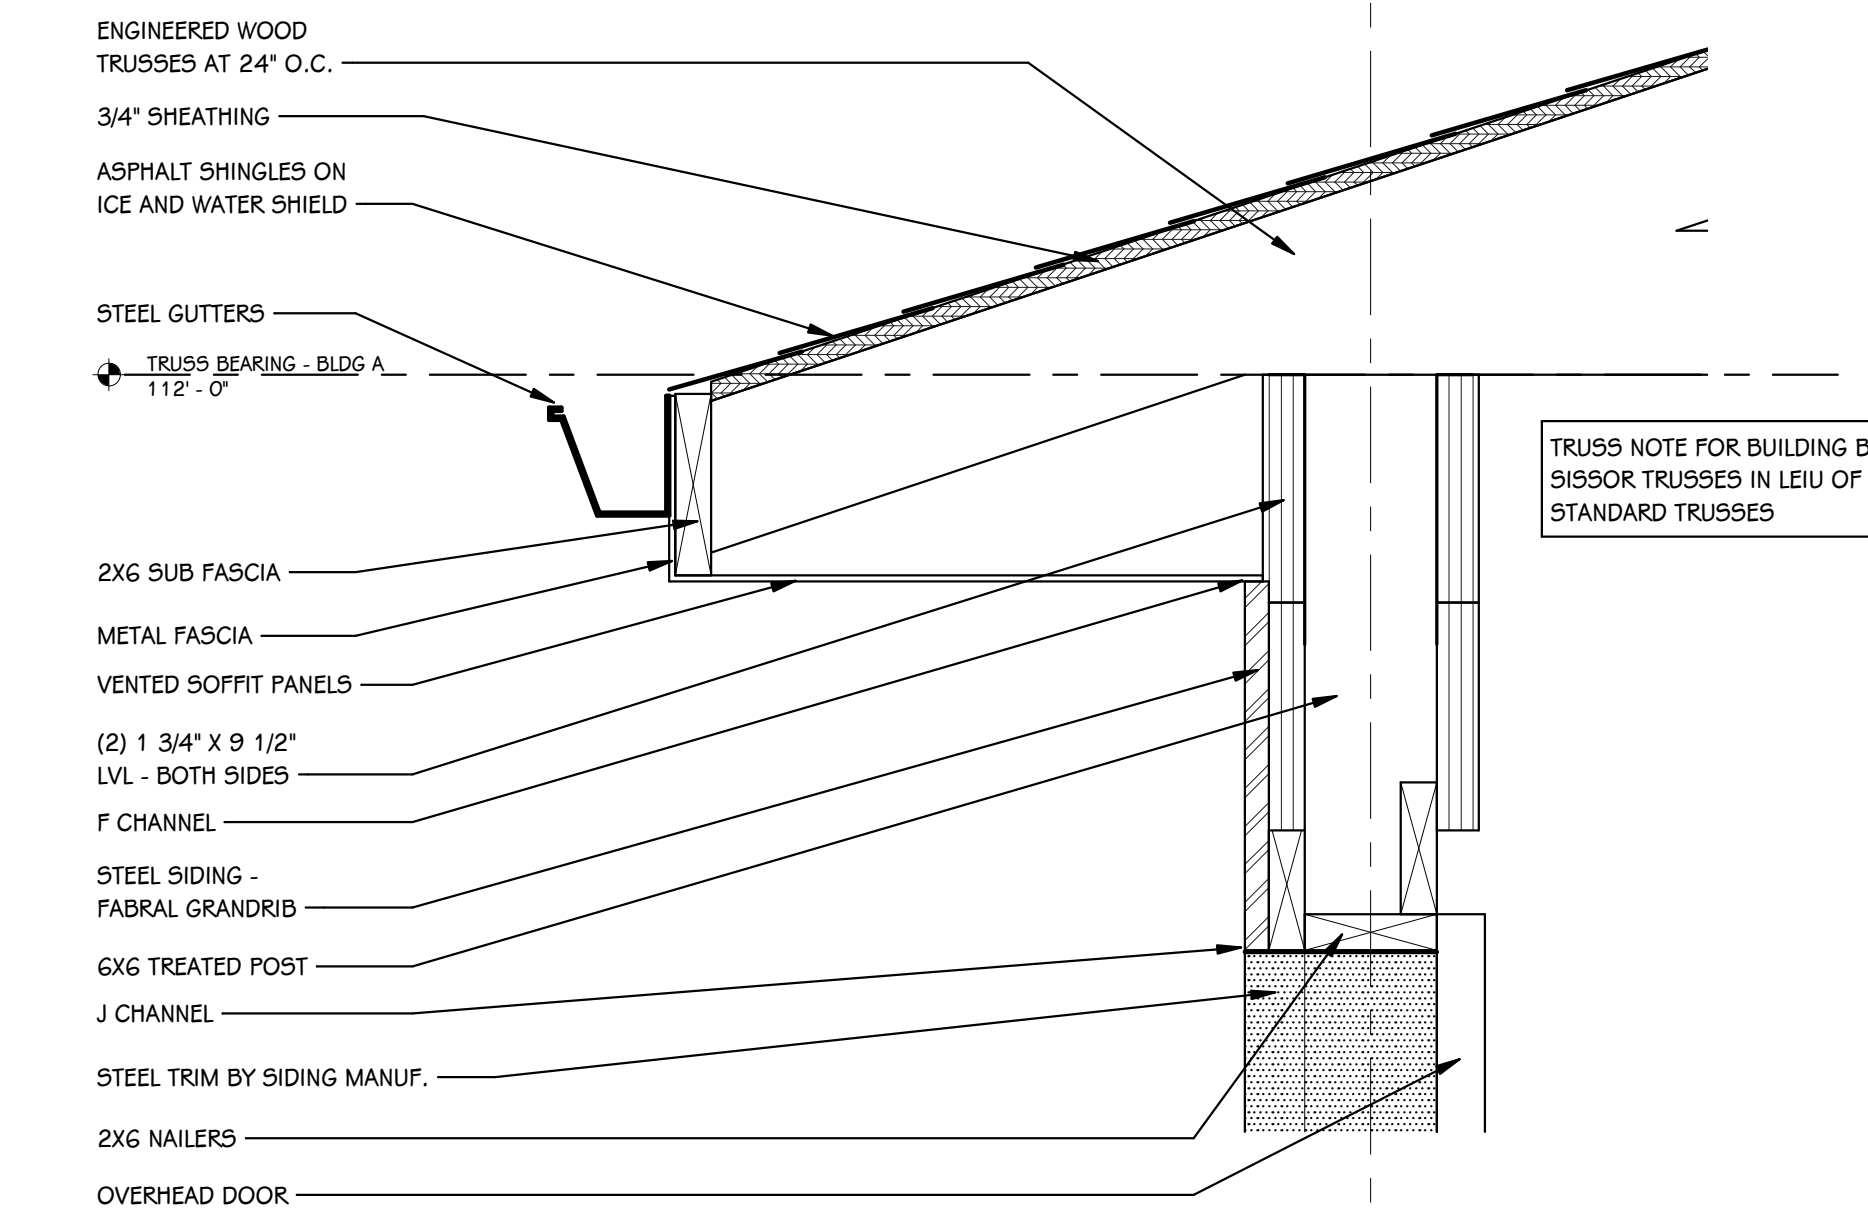 ENGINEERED WOOD
TRUSSES AT 24" O.C.
3/4" SHEATHING
ASPHALT SHINGLES ON
ICE AND WATER SHIELD
STEEL GUTTERS
TRUSS BEARING - BLDG A
112' - 0"
TRUSS NOTE FOR BUILDING B
SISSOR TRUSSES IN LEIU OF
STANDARD TRUSSES
2X6 SUB FASCIA
METAL FASCIA
VENTED SOFFIT PANELS
(2) 1 3/4" X 9 1/2"
LVL - BOTH SIDES
F CHANNEL
STEEL SIDING -
FABRAL GRANDRIB
6X6 TREATED POST
J CHANNEL
STEEL TRIM BY SIDING MANUF.
2X6 NAILERS
OVERHEAD DOOR